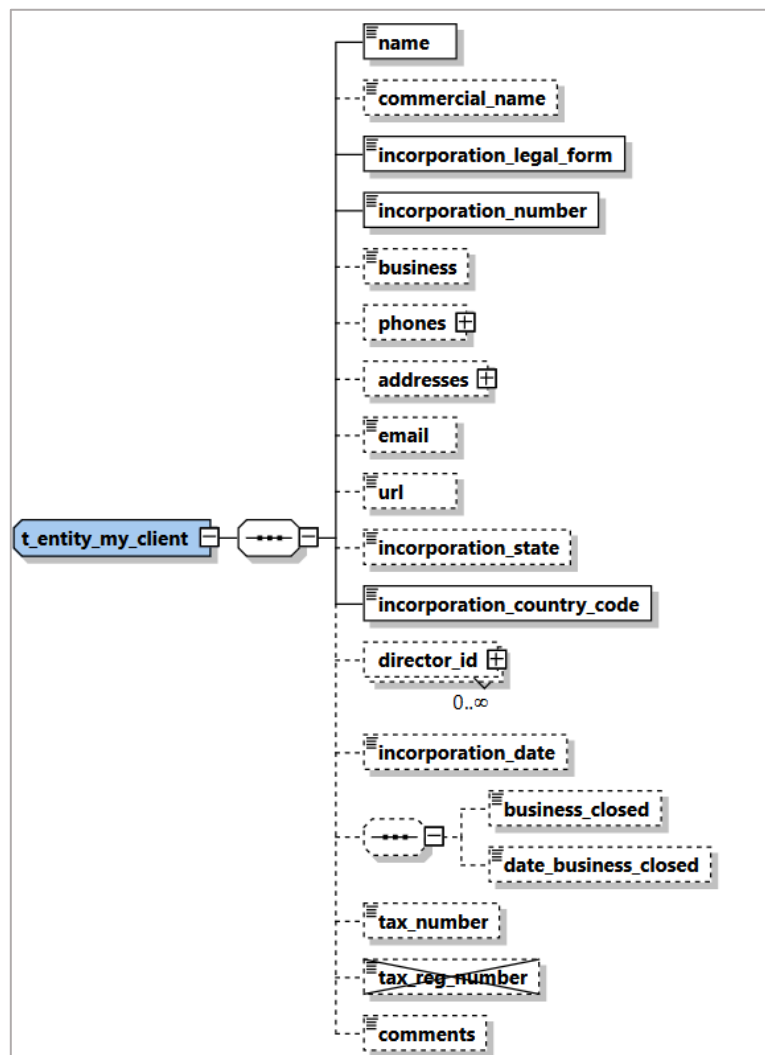 name
commercial_name
incorporation_legal_form
incorporation_number
business
phones
addresses
email
url
t_entity_my_client
incorporation_state
incorporation_country_code
director_id
0..∞
incorporation_date
business_closed
date_business_closed
tax_number
tax_reg_number
comments